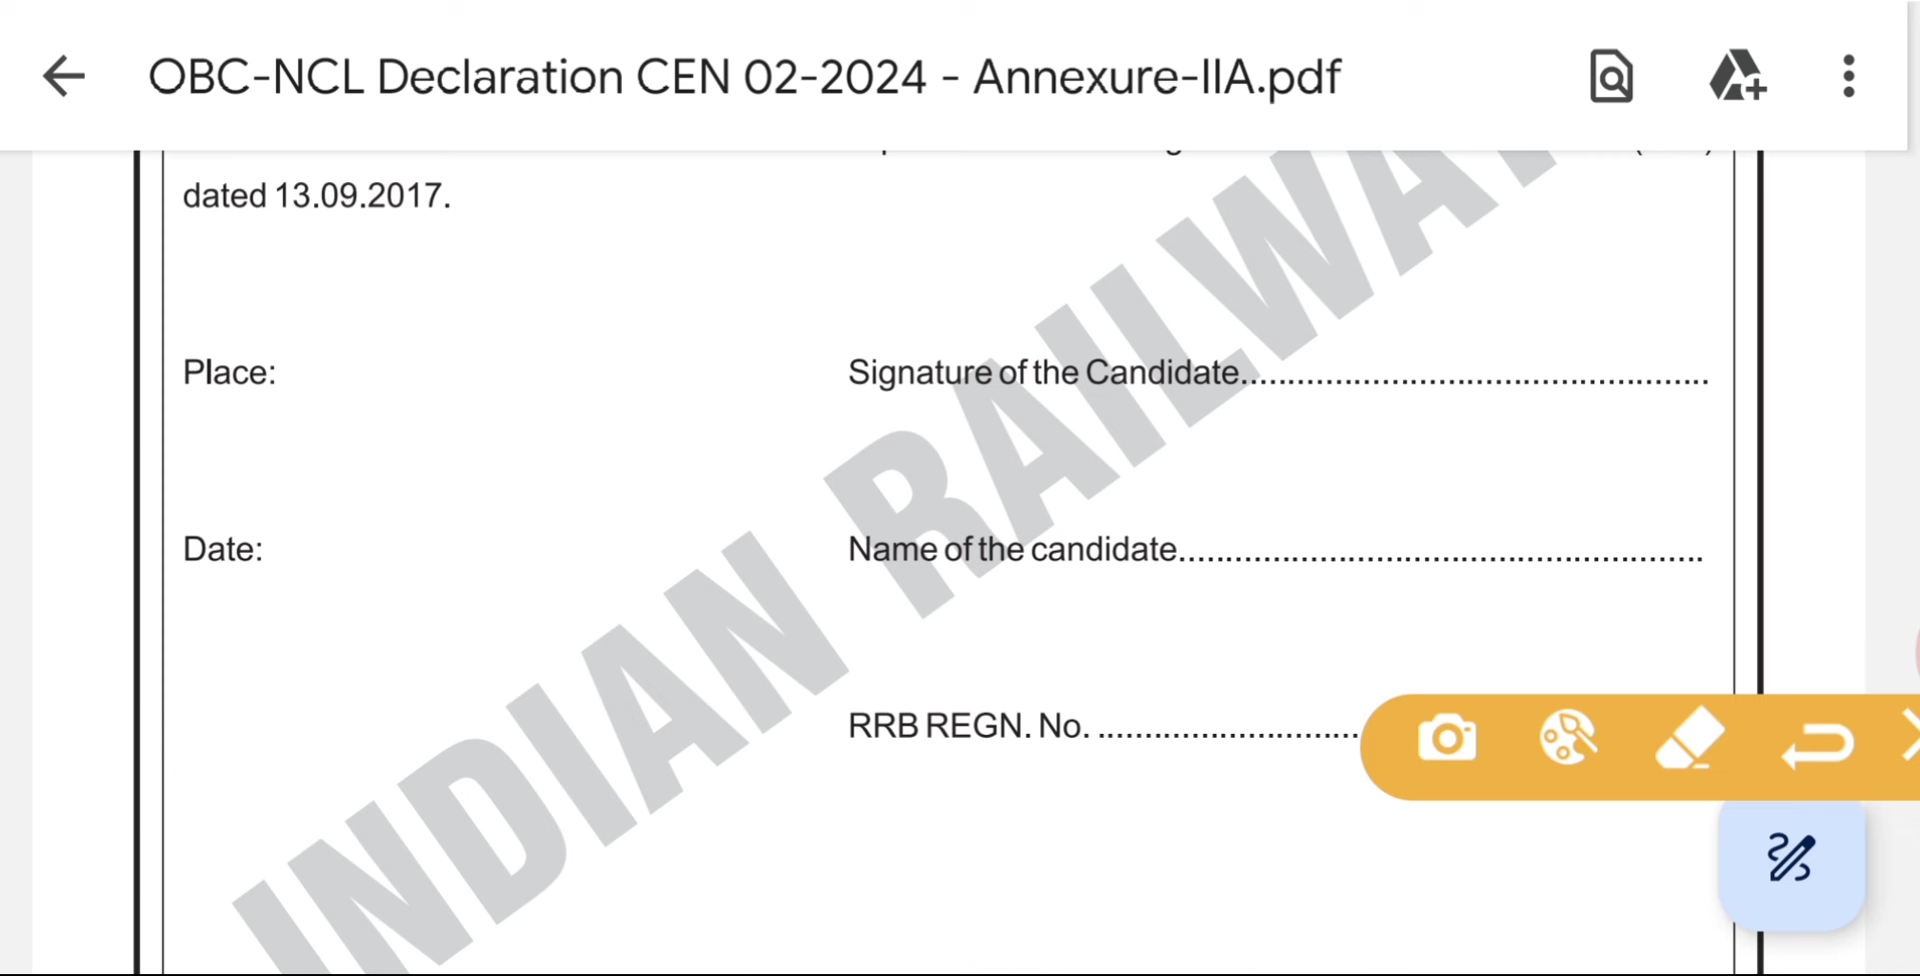 OBC-NCL Declaration CEN 02-2024 - Annexure-IIA.pdf
dated 13.09.2017.
Place:
Signature of the Candidate..................................................
Date:
Name of the candidate........................................................
RRB REGN. No. ............................
INDIAN RAILWAY